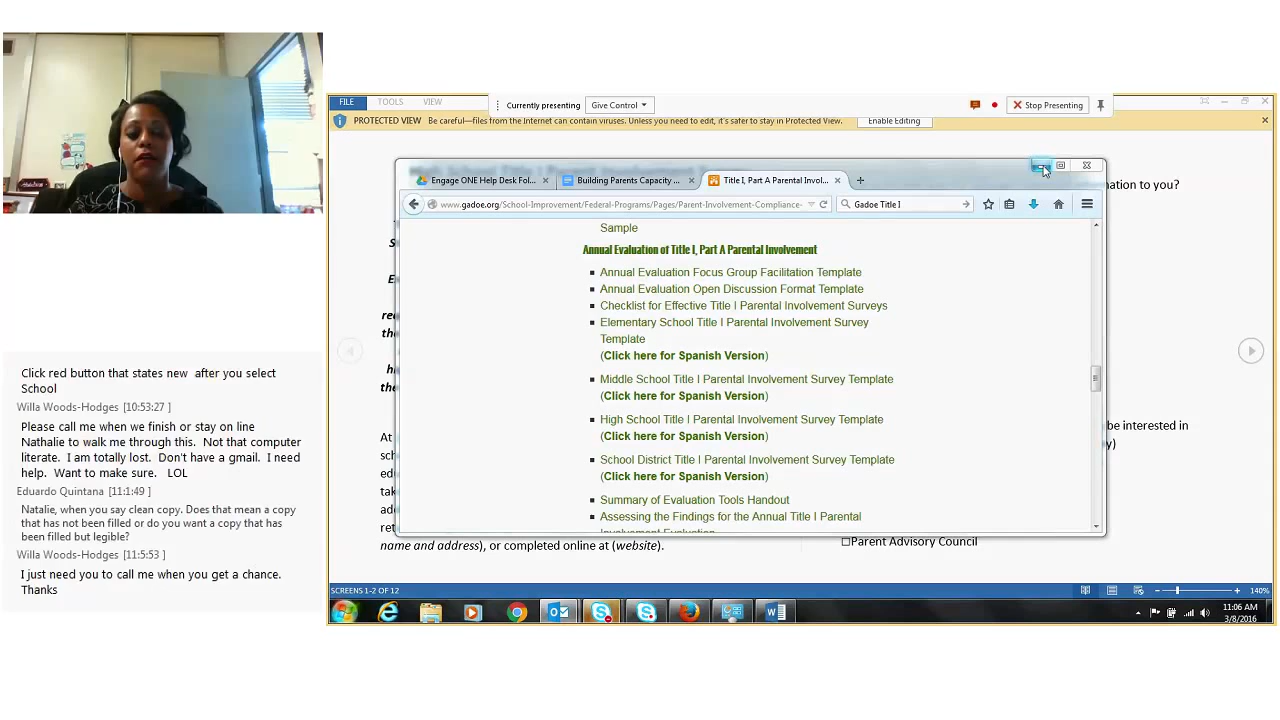 Click red button that states new after you select
School
Willa Woods-Hodges [10:53:27]
Please call me when we finish or stay on line
Nathalie to walk me through this. Not that computer
literate. I am totally lost. Don't have a gmail. I need
help. Want to make sure. LOL
Eduardo Quintana [11:1:49]
Natalie, when you say clean copy. Does that mean a copy
that has not been filled or do you want a copy that has
been filled but legible?
Willa Woods-Hodges [11:5:53]
I just need you to call me when you get a chance.
Thanks
FILE TOOLS VIEW
Currently presenting Give Control Stop Presenting
PROTECTED VIEW Be careful—files from the Internet can contain viruses. Unless you need to edit, it's safer to stay in Protected View. Enable Editing
Engage ONE Help Desk Fol... Building Parents Capacity ... Title I, Part A Parental Invol...
www.gadoe.org/School-Improvement/Federal-Programs/Pages/Parent-Involvement-Compliance- Gadoe Title I
Sample
Annual Evaluation of Title I, Part A Parental Involvement
Annual Evaluation Focus Group Facilitation Template
Annual Evaluation Open Discussion Format Template
Checklist for Effective Title I Parental Involvement Surveys
Elementary School Title I Parental Involvement Survey
Template
(Click here for Spanish Version)
Middle School Title I Parental Involvement Survey Template
(Click here for Spanish Version)
High School Title I Parental Involvement Survey Template
(Click here for Spanish Version)
School District Title I Parental Involvement Survey Template
(Click here for Spanish Version)
Summary of Evaluation Tools Handout
Assessing the Findings for the Annual Title I Parental
Involvement Evaluation
mation to you?
be interested in
y)
At
sch
edu
tak
add
ret
name and address), or completed online at (website).
☐Parent Advisory Council
SCREENS 1-2 OF 12
140%
11:06 AM
3/8/2016